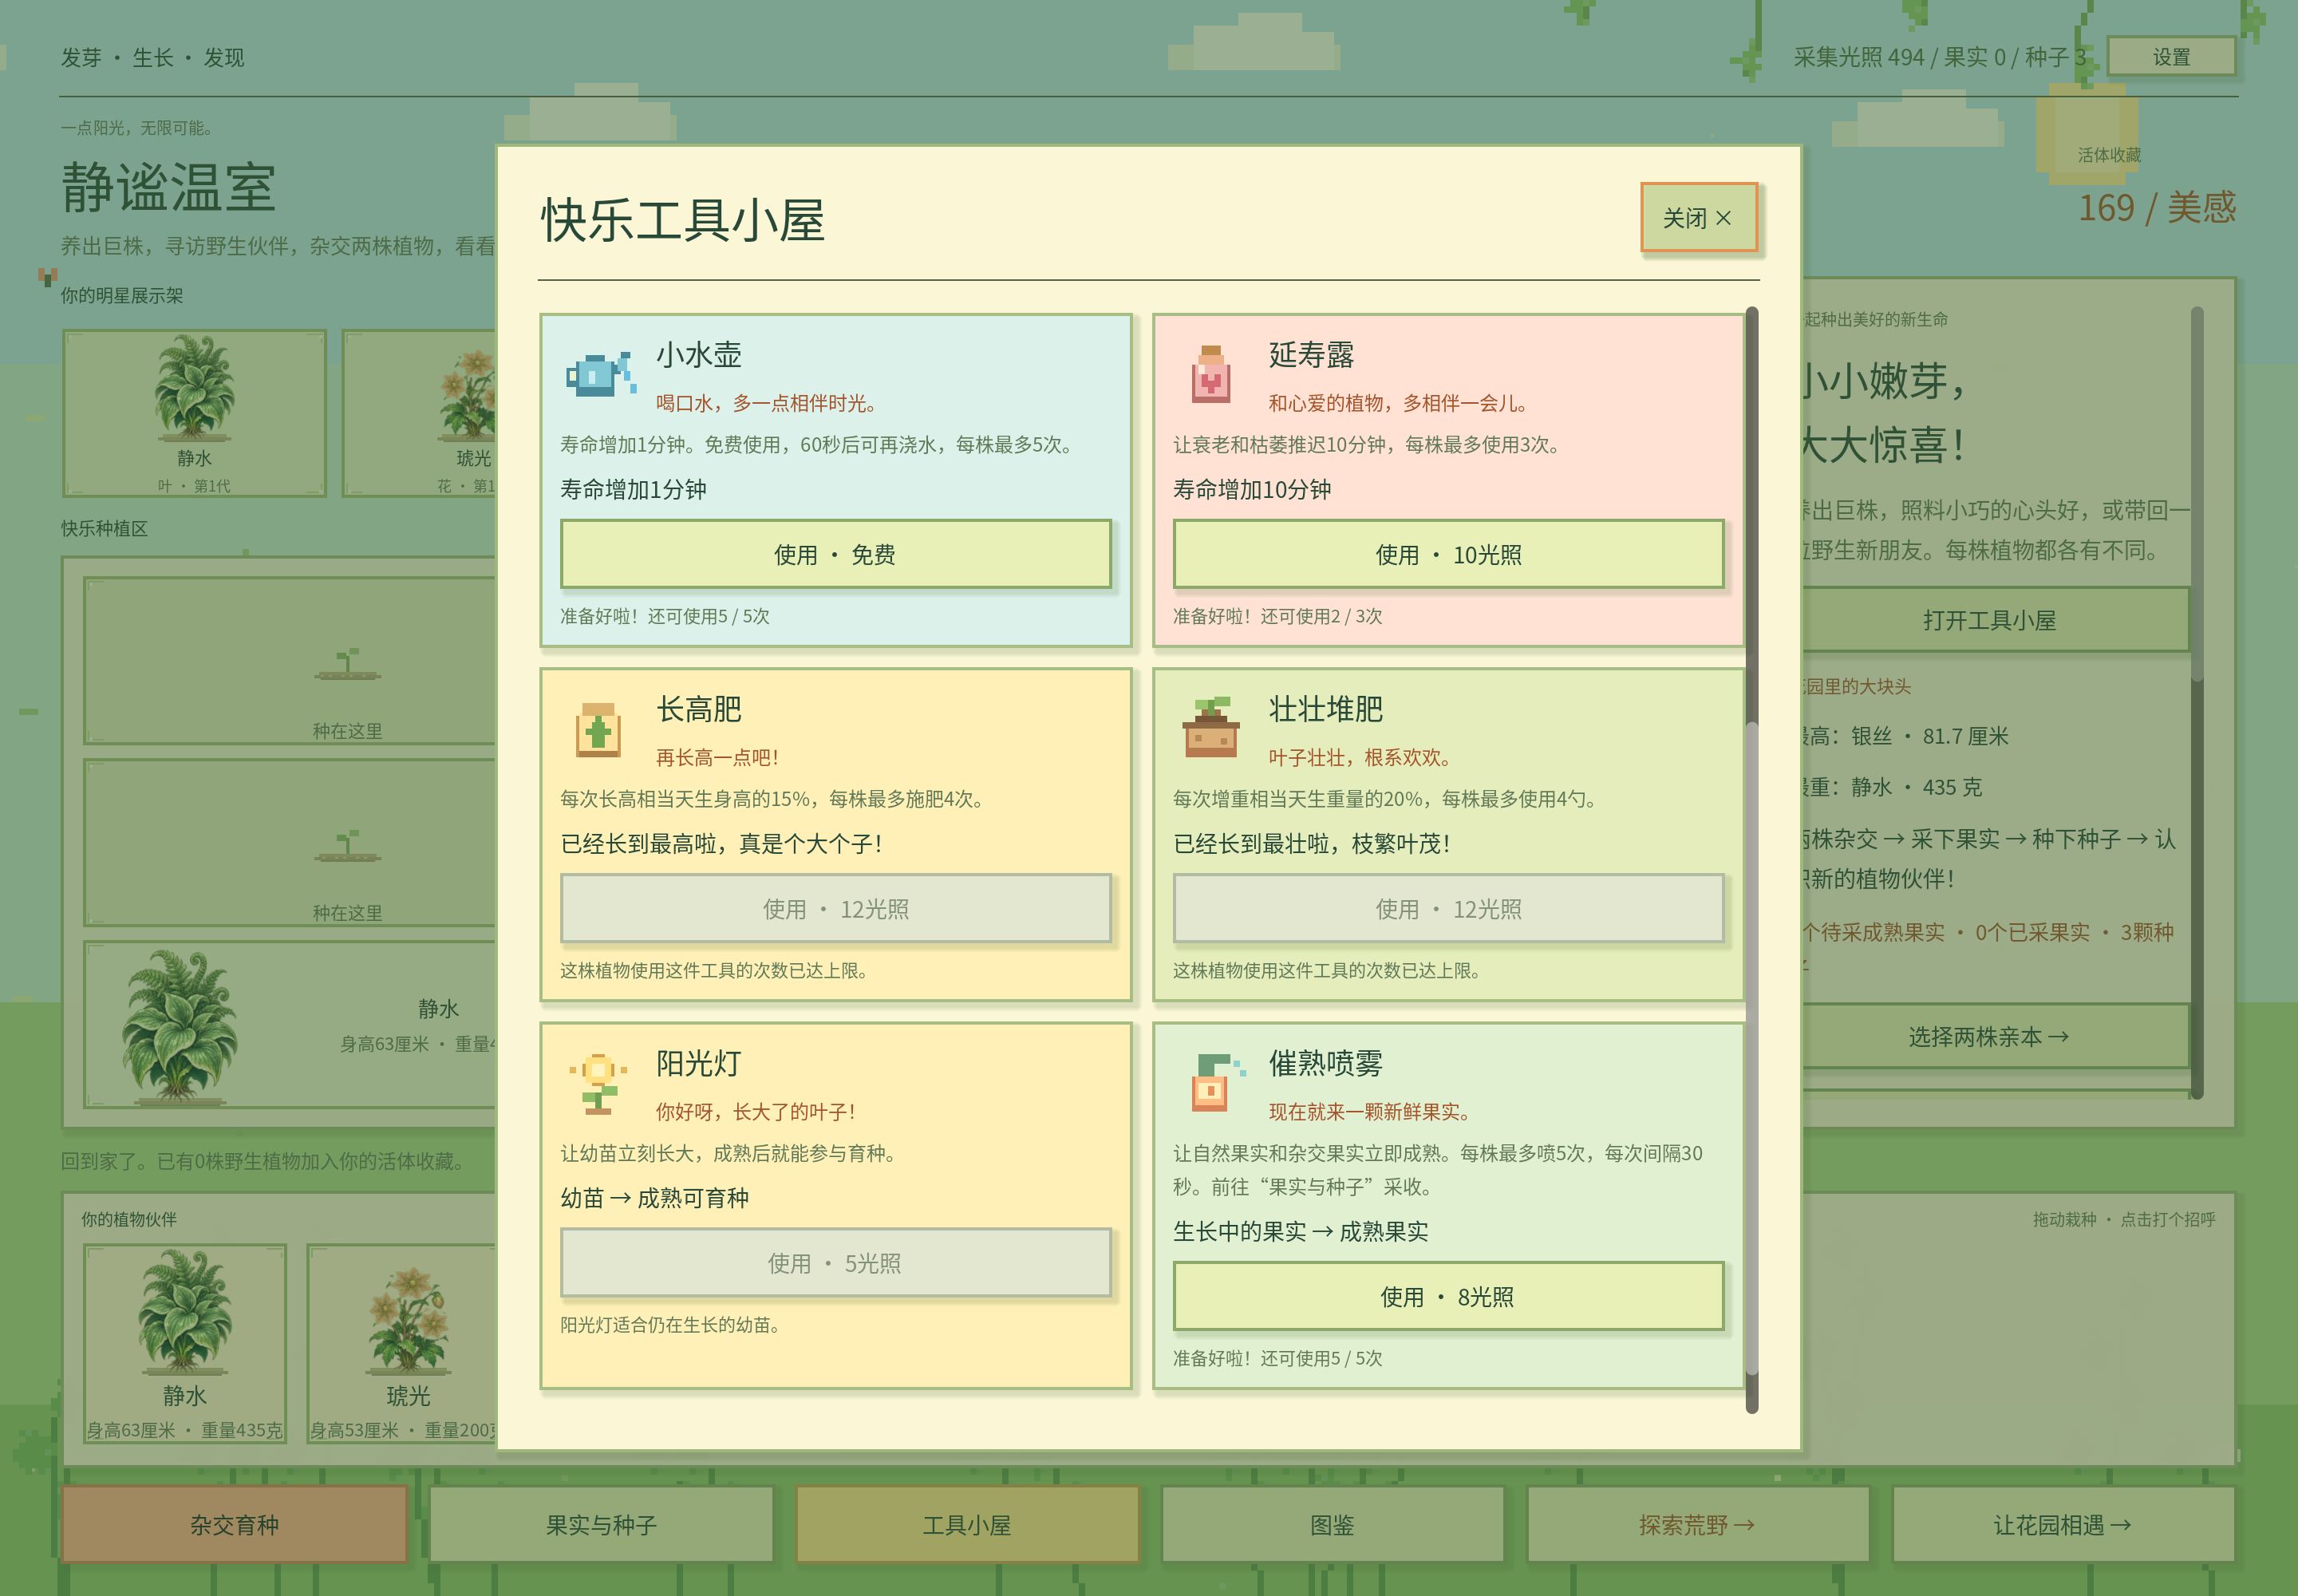 发芽 · 生长 · 发现
采集光照 494 / 果实 0 / 种子 3
设置
一点阳光，无限可能。
静谧温室
养出巨株，寻访野生伙伴，杂交两株植物，看看
活体收藏
169 / 美感
你的明星展示架
静水
叶 · 第1代
琥光
花 · 第1
快乐种植区
种在这里
种在这里
静水
身高63厘米 · 重量4
回到家了。已有0株野生植物加入你的活体收藏。
你的植物伙伴
静水
身高63厘米 · 重量435克
琥光
身高53厘米 · 重量200
快乐工具小屋
关闭 ×
小水壶
喝口水，多一点相伴时光。
寿命增加1分钟。免费使用，60秒后可再浇水，每株最多5次。
寿命增加1分钟
使用 · 免费
准备好啦！还可使用5 / 5次
延寿露
和心爱的植物，多相伴一会儿。
让衰老和枯萎推迟10分钟，每株最多使用3次。
寿命增加10分钟
使用 · 10光照
准备好啦！还可使用2 / 3次
长高肥
再长高一点吧！
每次长高相当天生身高的15%，每株最多施肥4次。
已经长到最高啦，真是个大个子！
使用 · 12光照
这株植物使用这件工具的次数已达上限。
壮壮堆肥
叶子壮壮，根系欢欢。
每次增重相当天生重量的20%，每株最多使用4勺。
已经长到最壮啦，枝繁叶茂！
使用 · 12光照
这株植物使用这件工具的次数已达上限。
阳光灯
你好呀，长大了的叶子！
让幼苗立刻长大，成熟后就能参与育种。
幼苗 → 成熟可育种
使用 · 5光照
阳光灯适合仍在生长的幼苗。
催熟喷雾
现在就来一颗新鲜果实。
让自然果实和杂交果实立即成熟。每株最多喷5次，每次间隔30
秒。前往“果实与种子”采收。
生长中的果实 → 成熟果实
使用 · 8光照
准备好啦！还可使用5 / 5次
起种出美好的新生命
小小嫩芽，
大大惊喜！
养出巨株，照料小巧的心头好，或带回一
位野生新朋友。每株植物都各有不同。
打开工具小屋
花园里的大块头
最高：银丝 · 81.7 厘米
最重：静水 · 435 克
两株杂交 → 采下果实 → 种下种子 → 认
识新的植物伙伴！
个待采成熟果实 · 0个已采果实 · 3颗种
选择两株亲本 →
拖动栽种 · 点击打个招呼
杂交育种
果实与种子
工具小屋
图鉴
探索荒野 →
让花园相遇 →